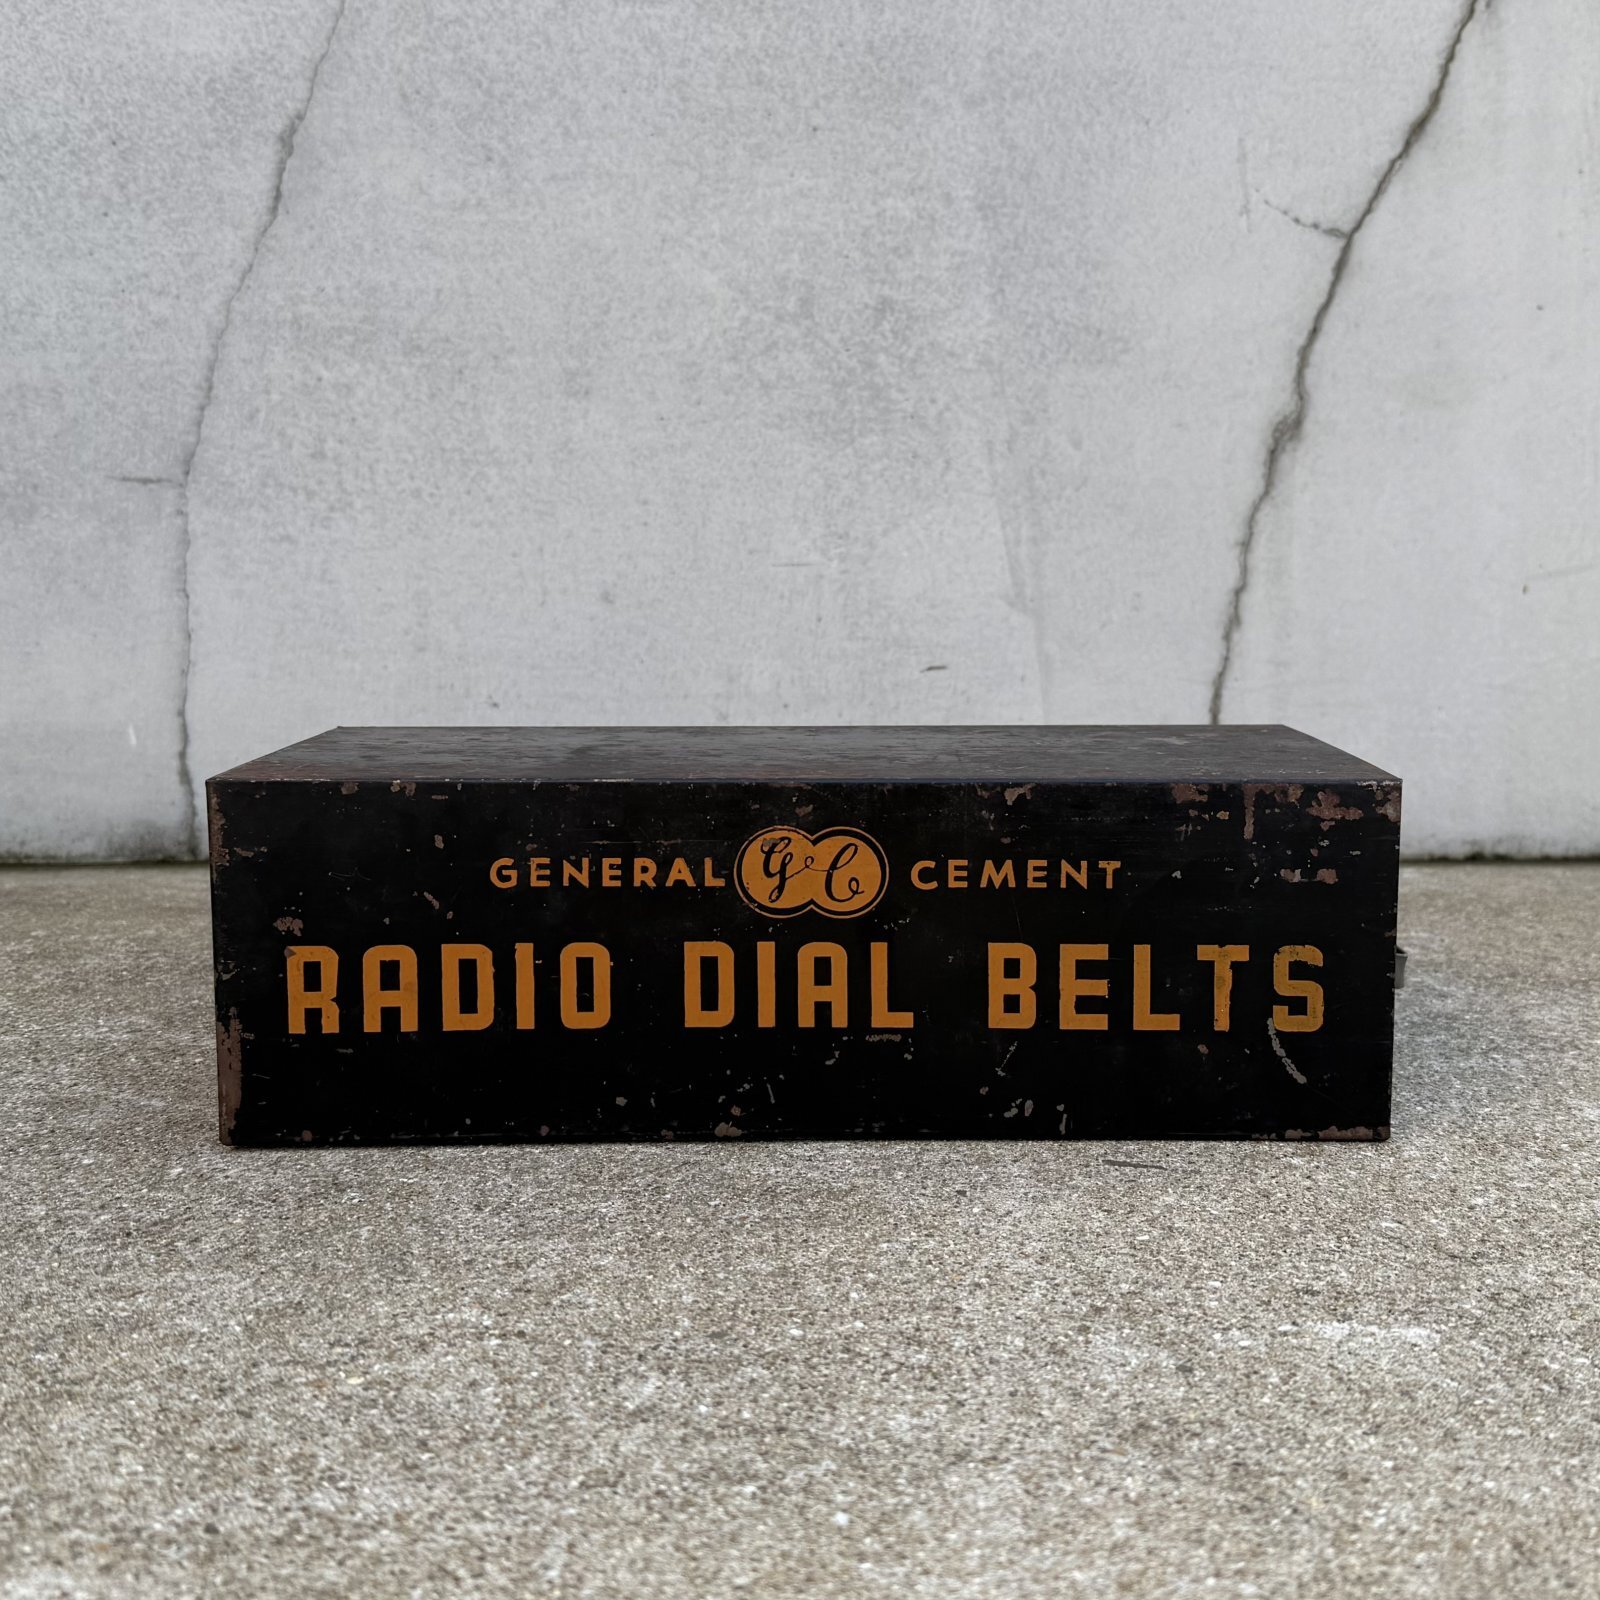 GENERAL GC CEMENT
RADIO DIAL BELTS